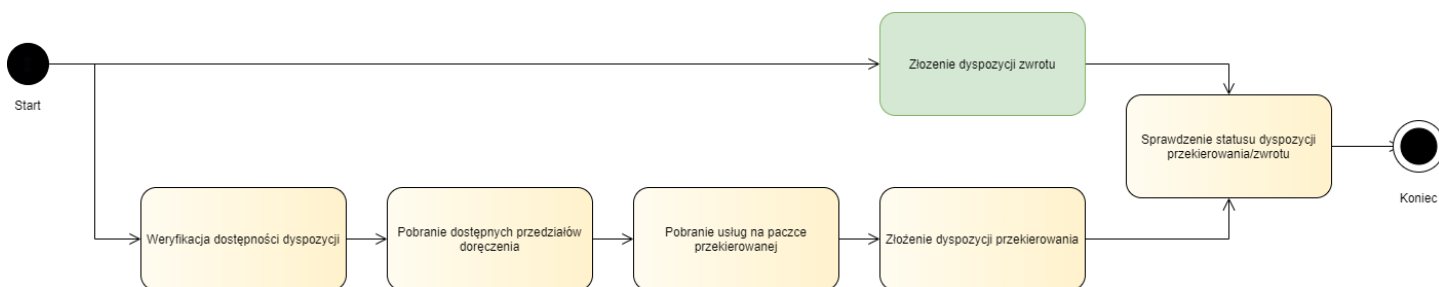 Start
Złozenie dyspozycji zwrotu
Sprawdzenie statusu dyspozycji
przekierowania/zwrotu
Koniec
Weryfikacja dostępności dyspozycji
Pobranie dostępnych przedziałów
doręczenia
Pobranie usług na paczce
przekierowanej
Złożenie dyspozycji przekierowania